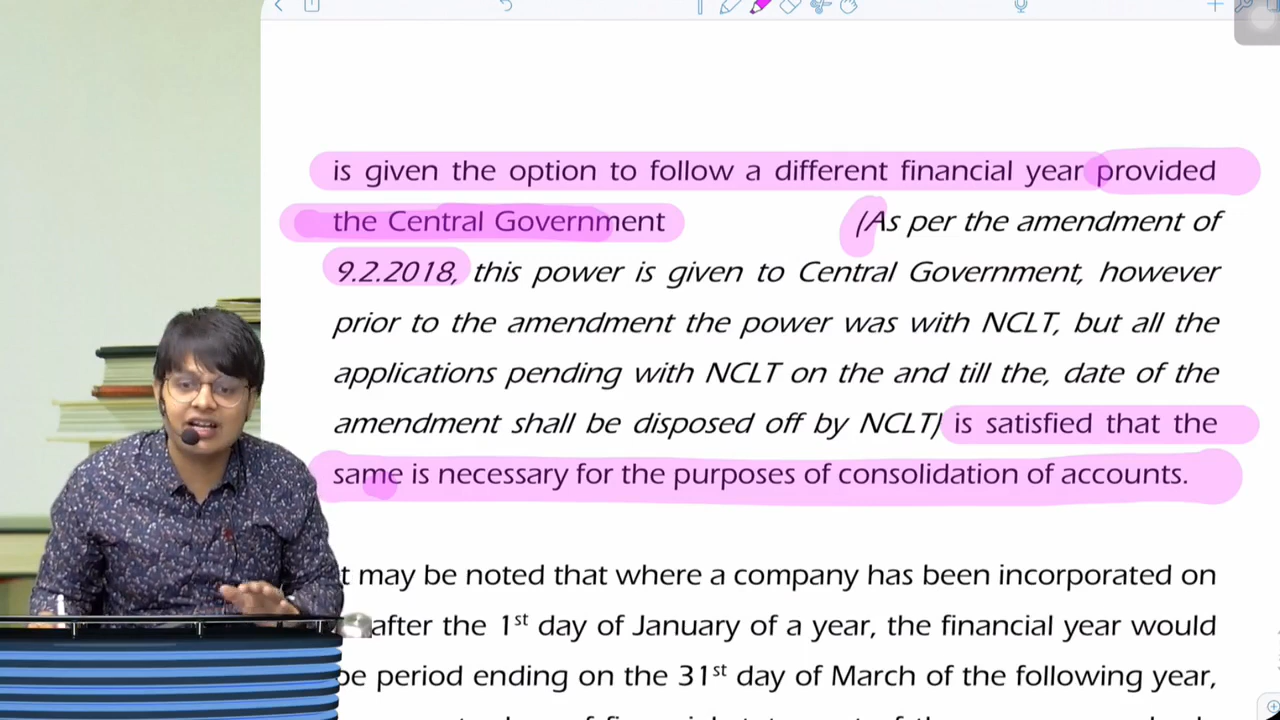 is given the option to follow a different financial year provided
the Central Government (As per the amendment of
9.2.2018, this power is given to Central Government, however
prior to the amendment the power was with NCLT, but all the
applications pending with NCLT on the and till the, date of the
amendment shall be disposed off by NCLT) is satisfied that the
same is necessary for the purposes of consolidation of accounts.
t may be noted that where a company has been incorporated on
after the 1st day of January of a year, the financial year would
be period ending on the 31st day of March of the following year,